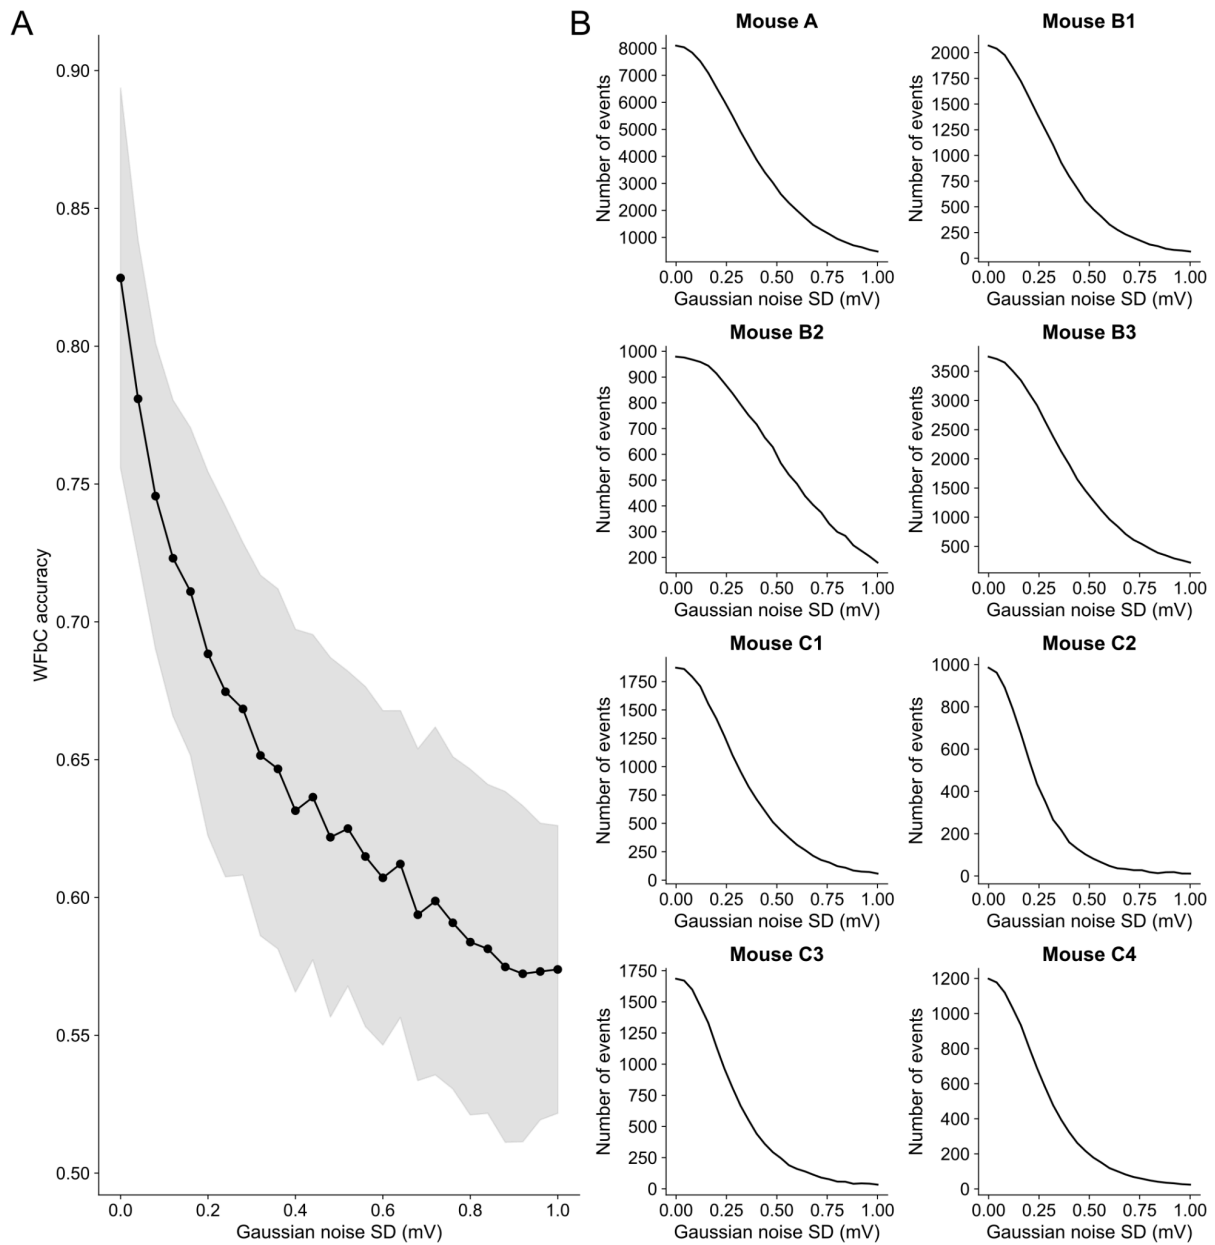 A
WFbC accuracy
0.90
0.85
0.80
0.75
0.70
0.65
0.60
0.55
0.50
0.0 0.2 0.4 0.6 0.8 1.0
Gaussian noise SD (mV)
B
Mouse A
Number of events
8000
7000
6000
5000
4000
3000
2000
1000
0.00 0.25 0.50 0.75 1.00
Gaussian noise SD (mV)
Mouse B1
Number of events
2000
1750
1500
1250
1000
750
500
250
0
0.00 0.25 0.50 0.75 1.00
Gaussian noise SD (mV)
Mouse B2
Number of events
1000
900
800
700
600
500
400
300
200
0.00 0.25 0.50 0.75 1.00
Gaussian noise SD (mV)
Mouse B3
Number of events
3500
3000
2500
2000
1500
1000
500
0.00 0.25 0.50 0.75 1.00
Gaussian noise SD (mV)
Mouse C1
Number of events
1750
1500
1250
1000
750
500
250
0
0.00 0.25 0.50 0.75 1.00
Gaussian noise SD (mV)
Mouse C2
Number of events
1000
800
600
400
200
0
0.00 0.25 0.50 0.75 1.00
Gaussian noise SD (mV)
Mouse C3
Number of events
1750
1500
1250
1000
750
500
250
0
0.00 0.25 0.50 0.75 1.00
Gaussian noise SD (mV)
Mouse C4
Number of events
1200
1000
800
600
400
200
0
0.00 0.25 0.50 0.75 1.00
Gaussian noise SD (mV)